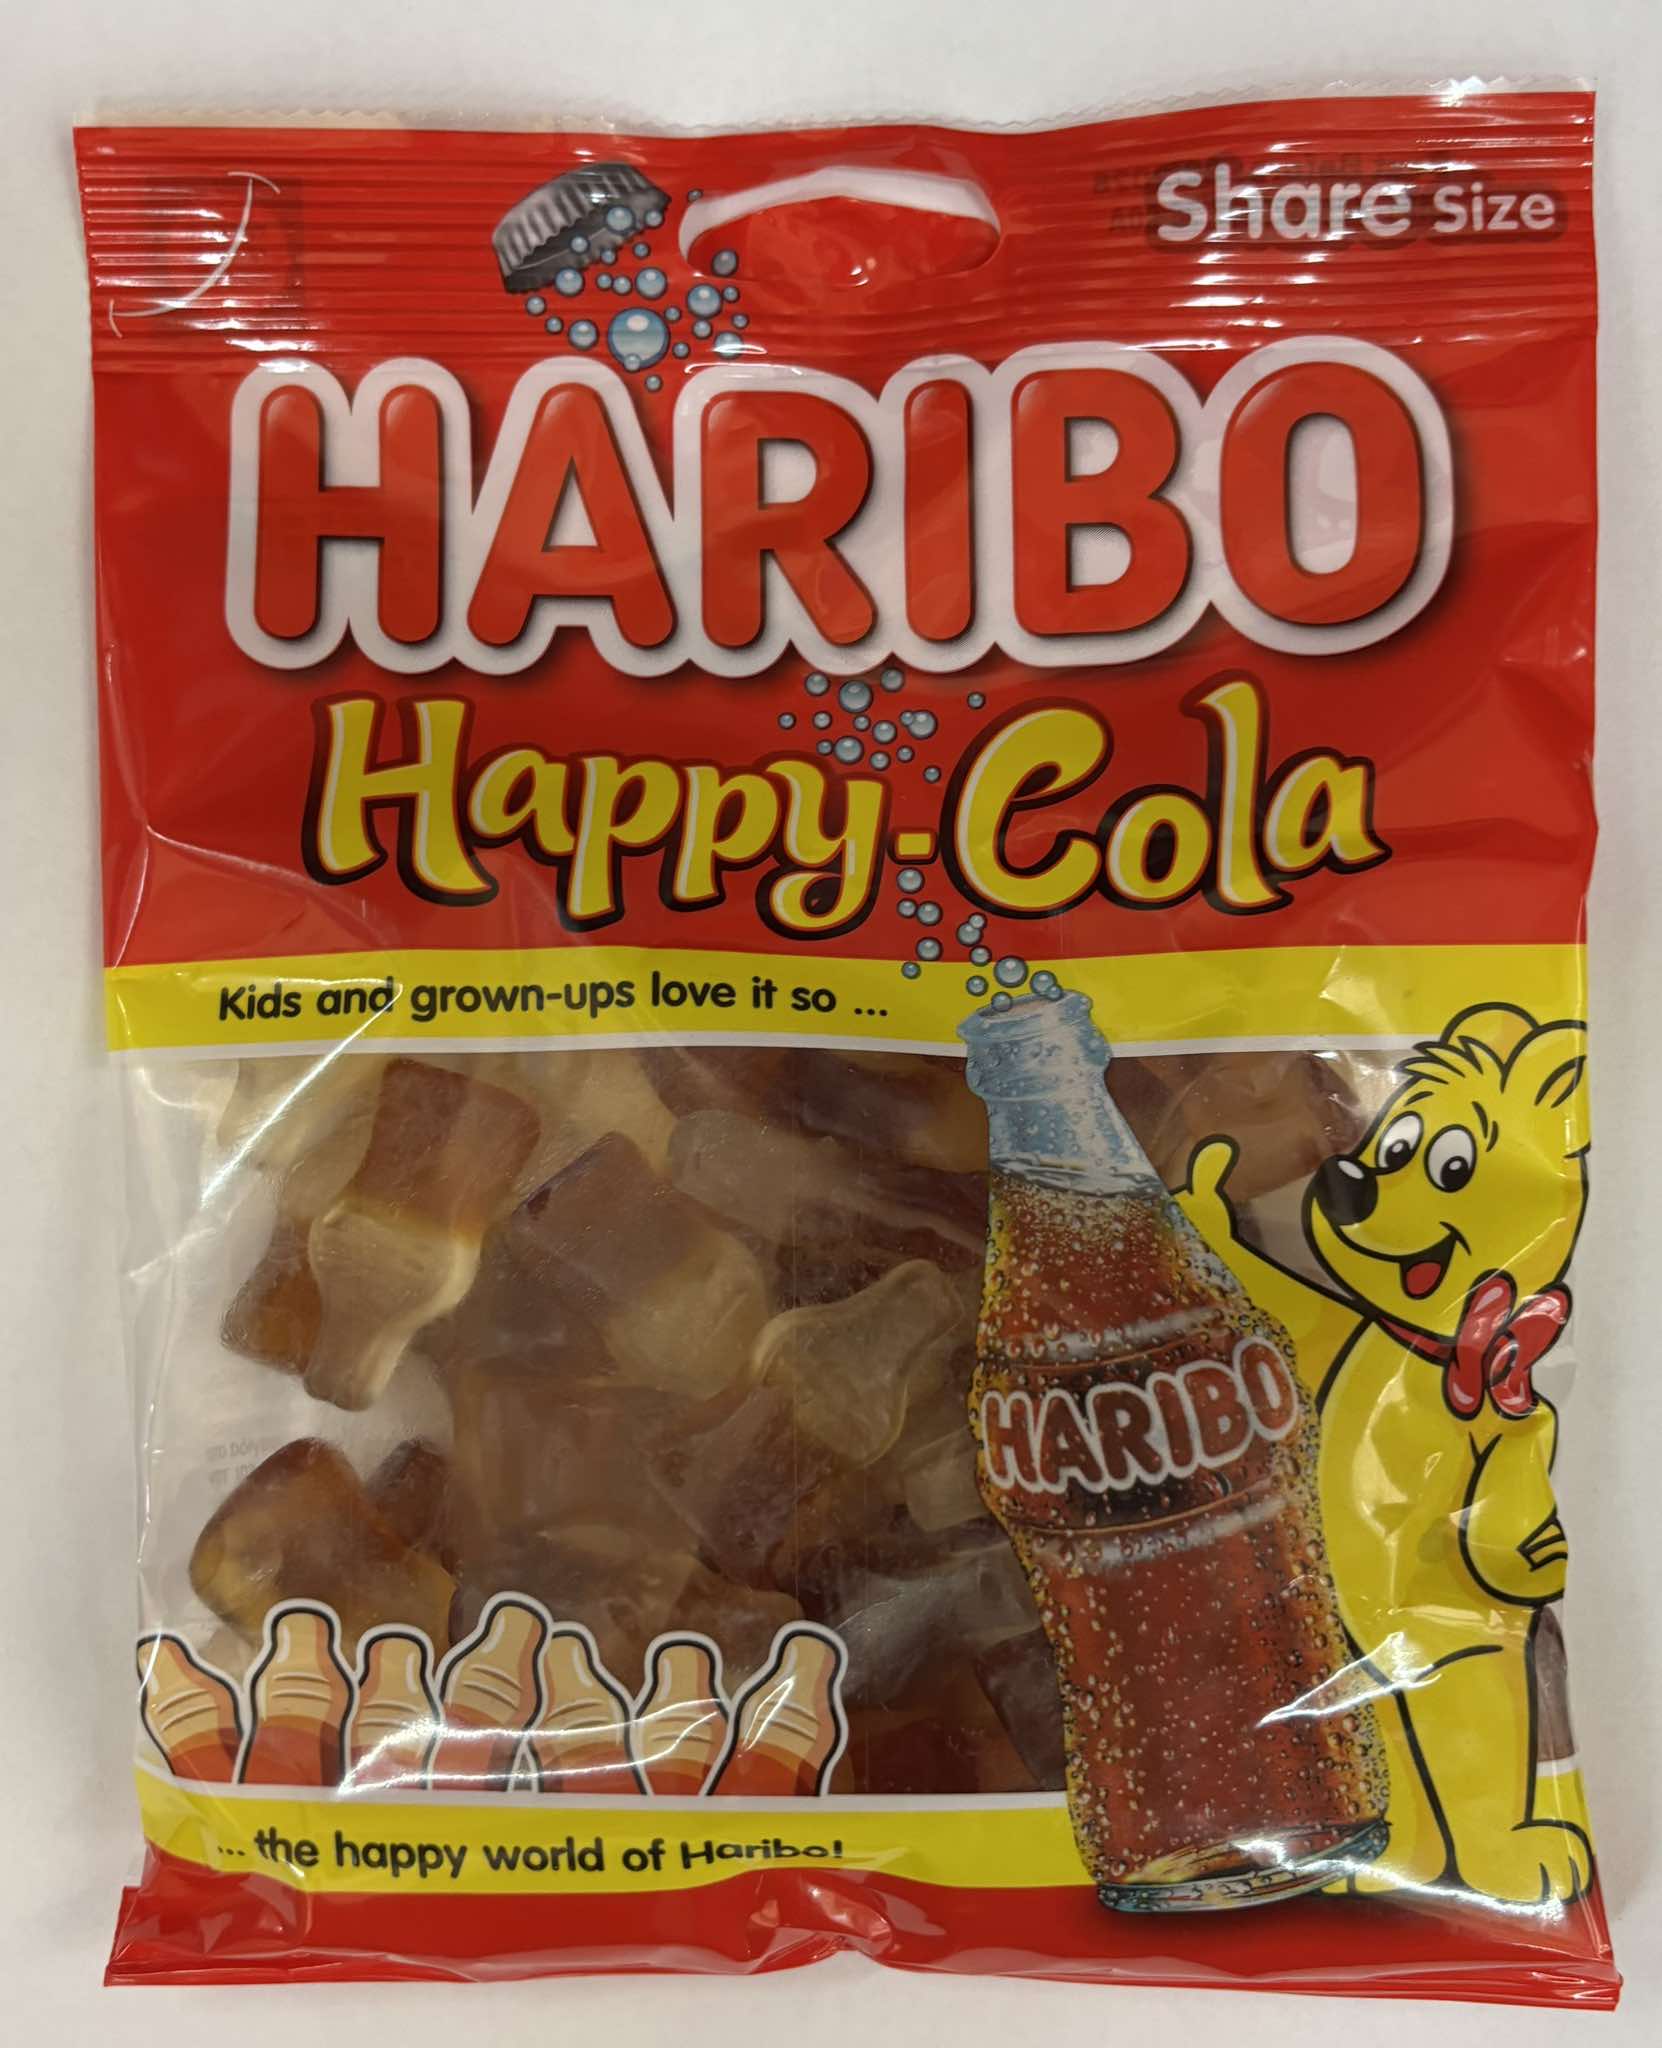 Share Size
HARIBO
Happy-Cola
Kids and grown-ups love it so ...
HARIBO
... the happy world of Haribo!